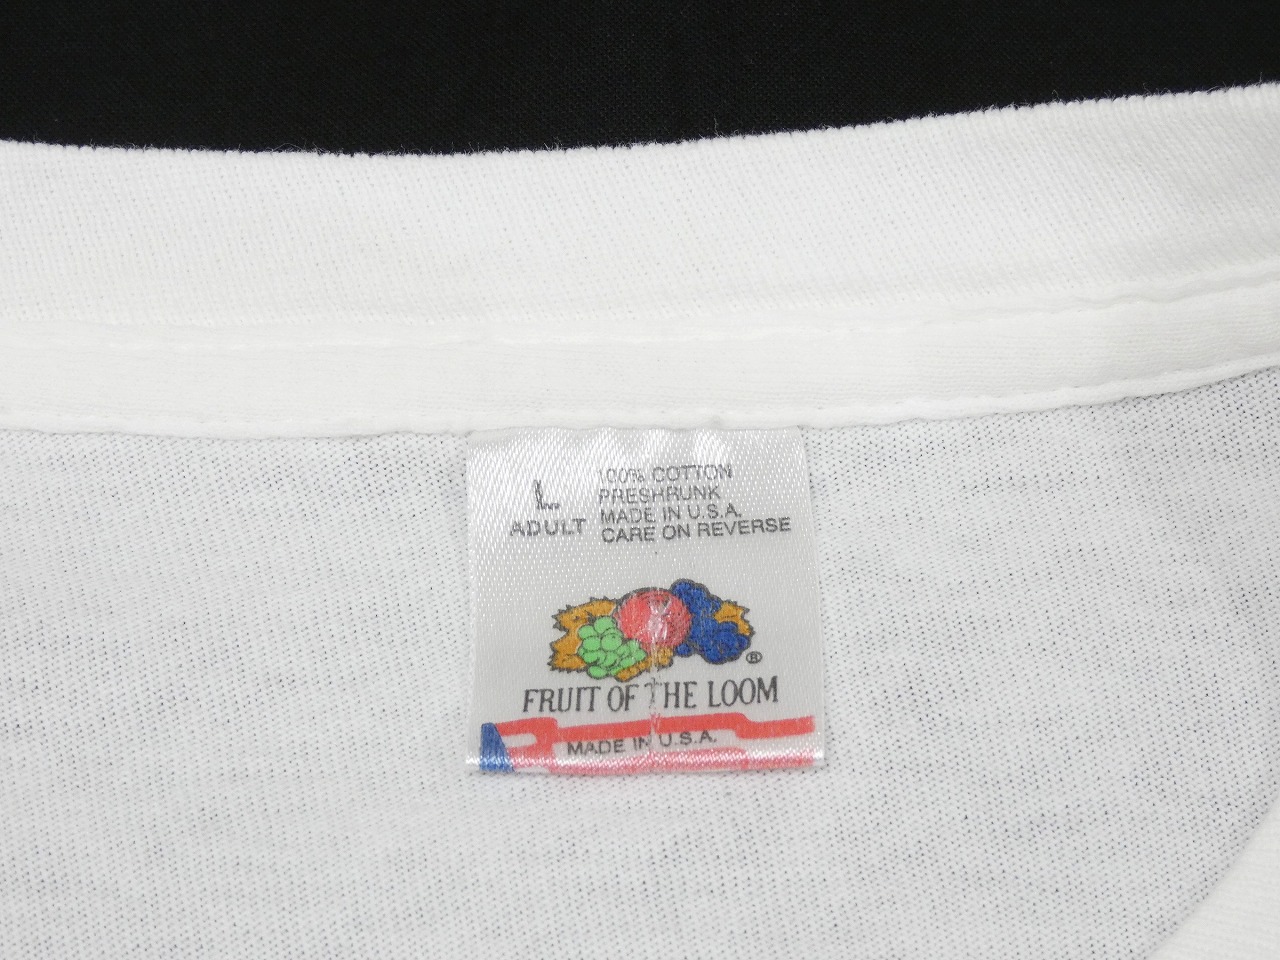 L
ADULT
100% COTTON
PRESHRUNK
MADE IN U.S.A.
CARE ON REVERSE
®
FRUIT OF THE LOOM
MADE IN U.S.A.